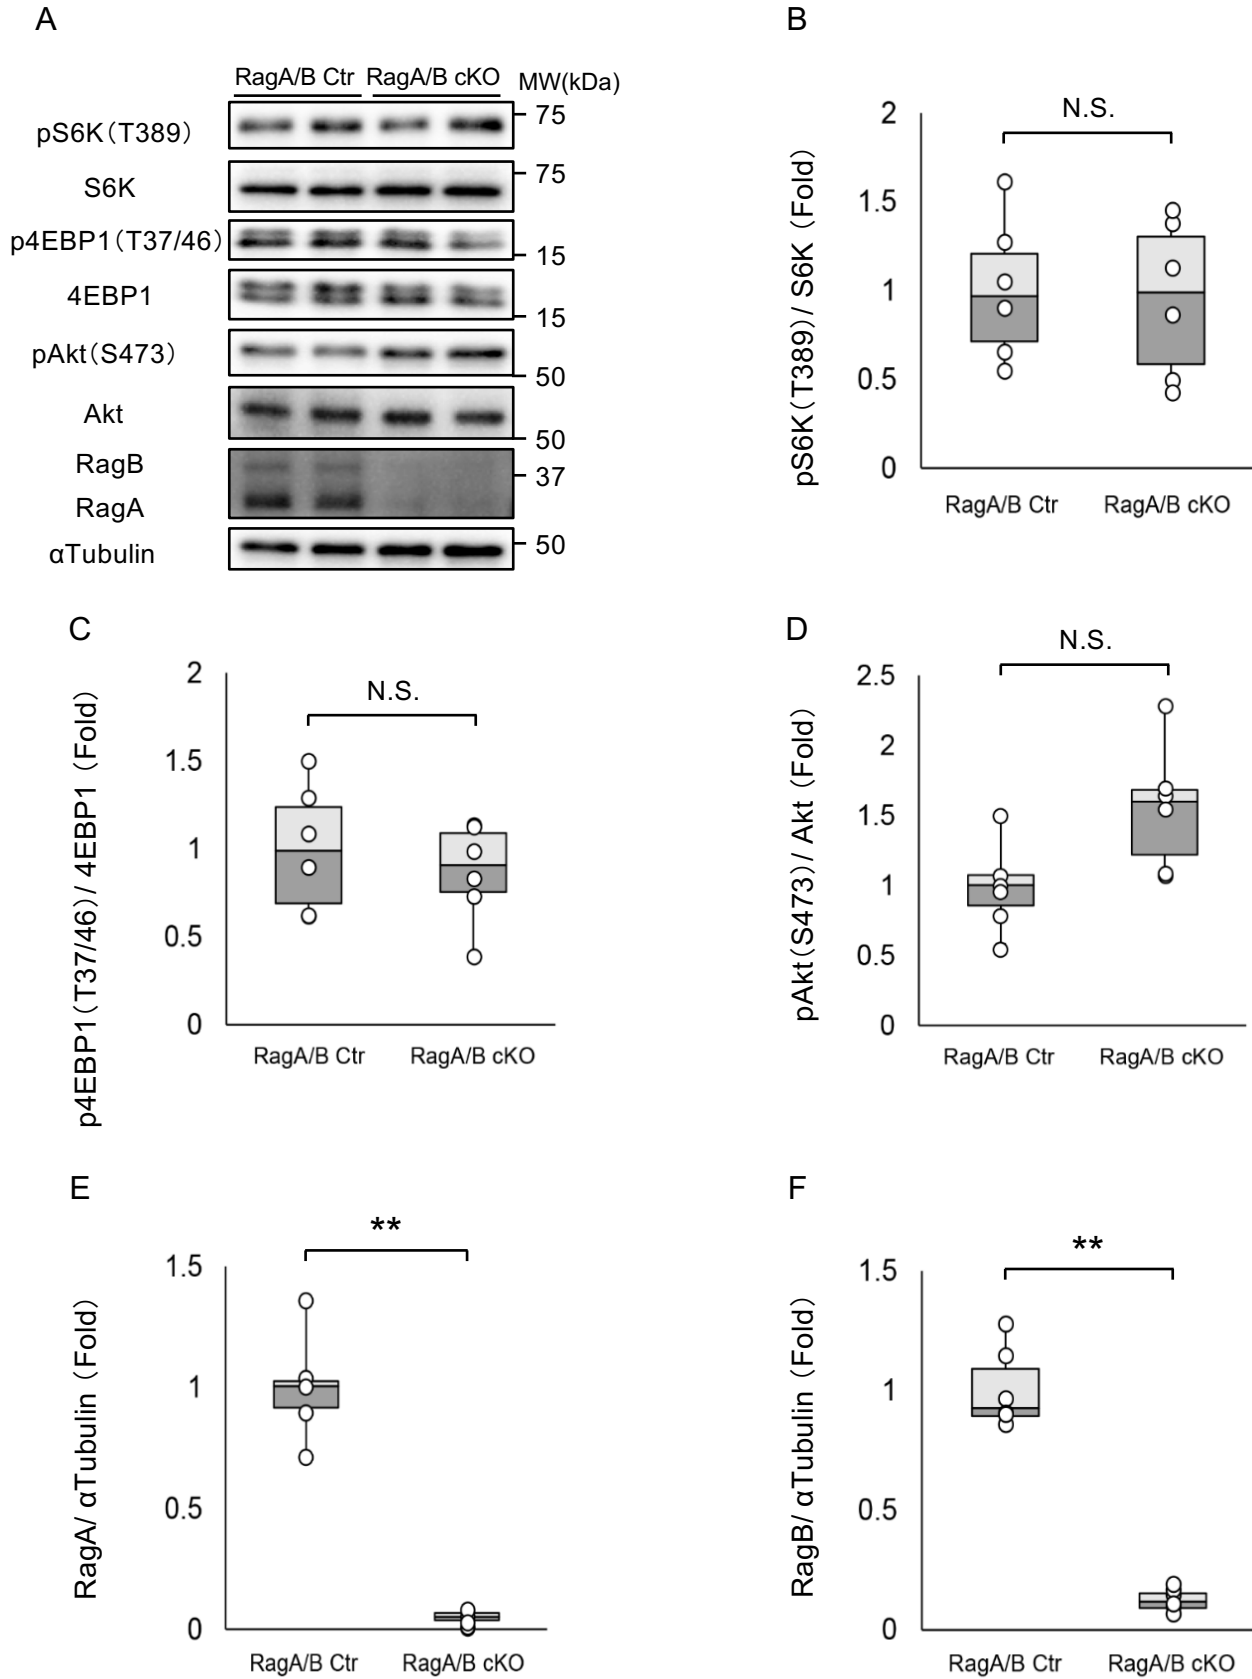 A
RagA/B Ctr RagA/B cKO MW(kDa)
pS6K(T389)
75
S6K
75
p4EBP1(T37/46)
15
4EBP1
15
pAkt(S473)
50
Akt
50
RagB
37
RagA
αTubulin
50
B
pS6K(T389)/ S6K (Fold)
2
1.5
1
0.5
0
N.S.
RagA/B Ctr RagA/B cKO
C
p4EBP1(T37/46)/ 4EBP1 (Fold)
2
1.5
1
0.5
0
N.S.
RagA/B Ctr RagA/B cKO
D
pAkt(S473)/ Akt (Fold)
2.5
2
1.5
1
0.5
0
N.S.
RagA/B Ctr RagA/B cKO
E
RagA/ αTubulin (Fold)
1.5
1
0.5
0
**
RagA/B Ctr RagA/B cKO
F
RagB/ αTubulin (Fold)
1.5
1
0.5
0
**
RagA/B Ctr RagA/B cKO